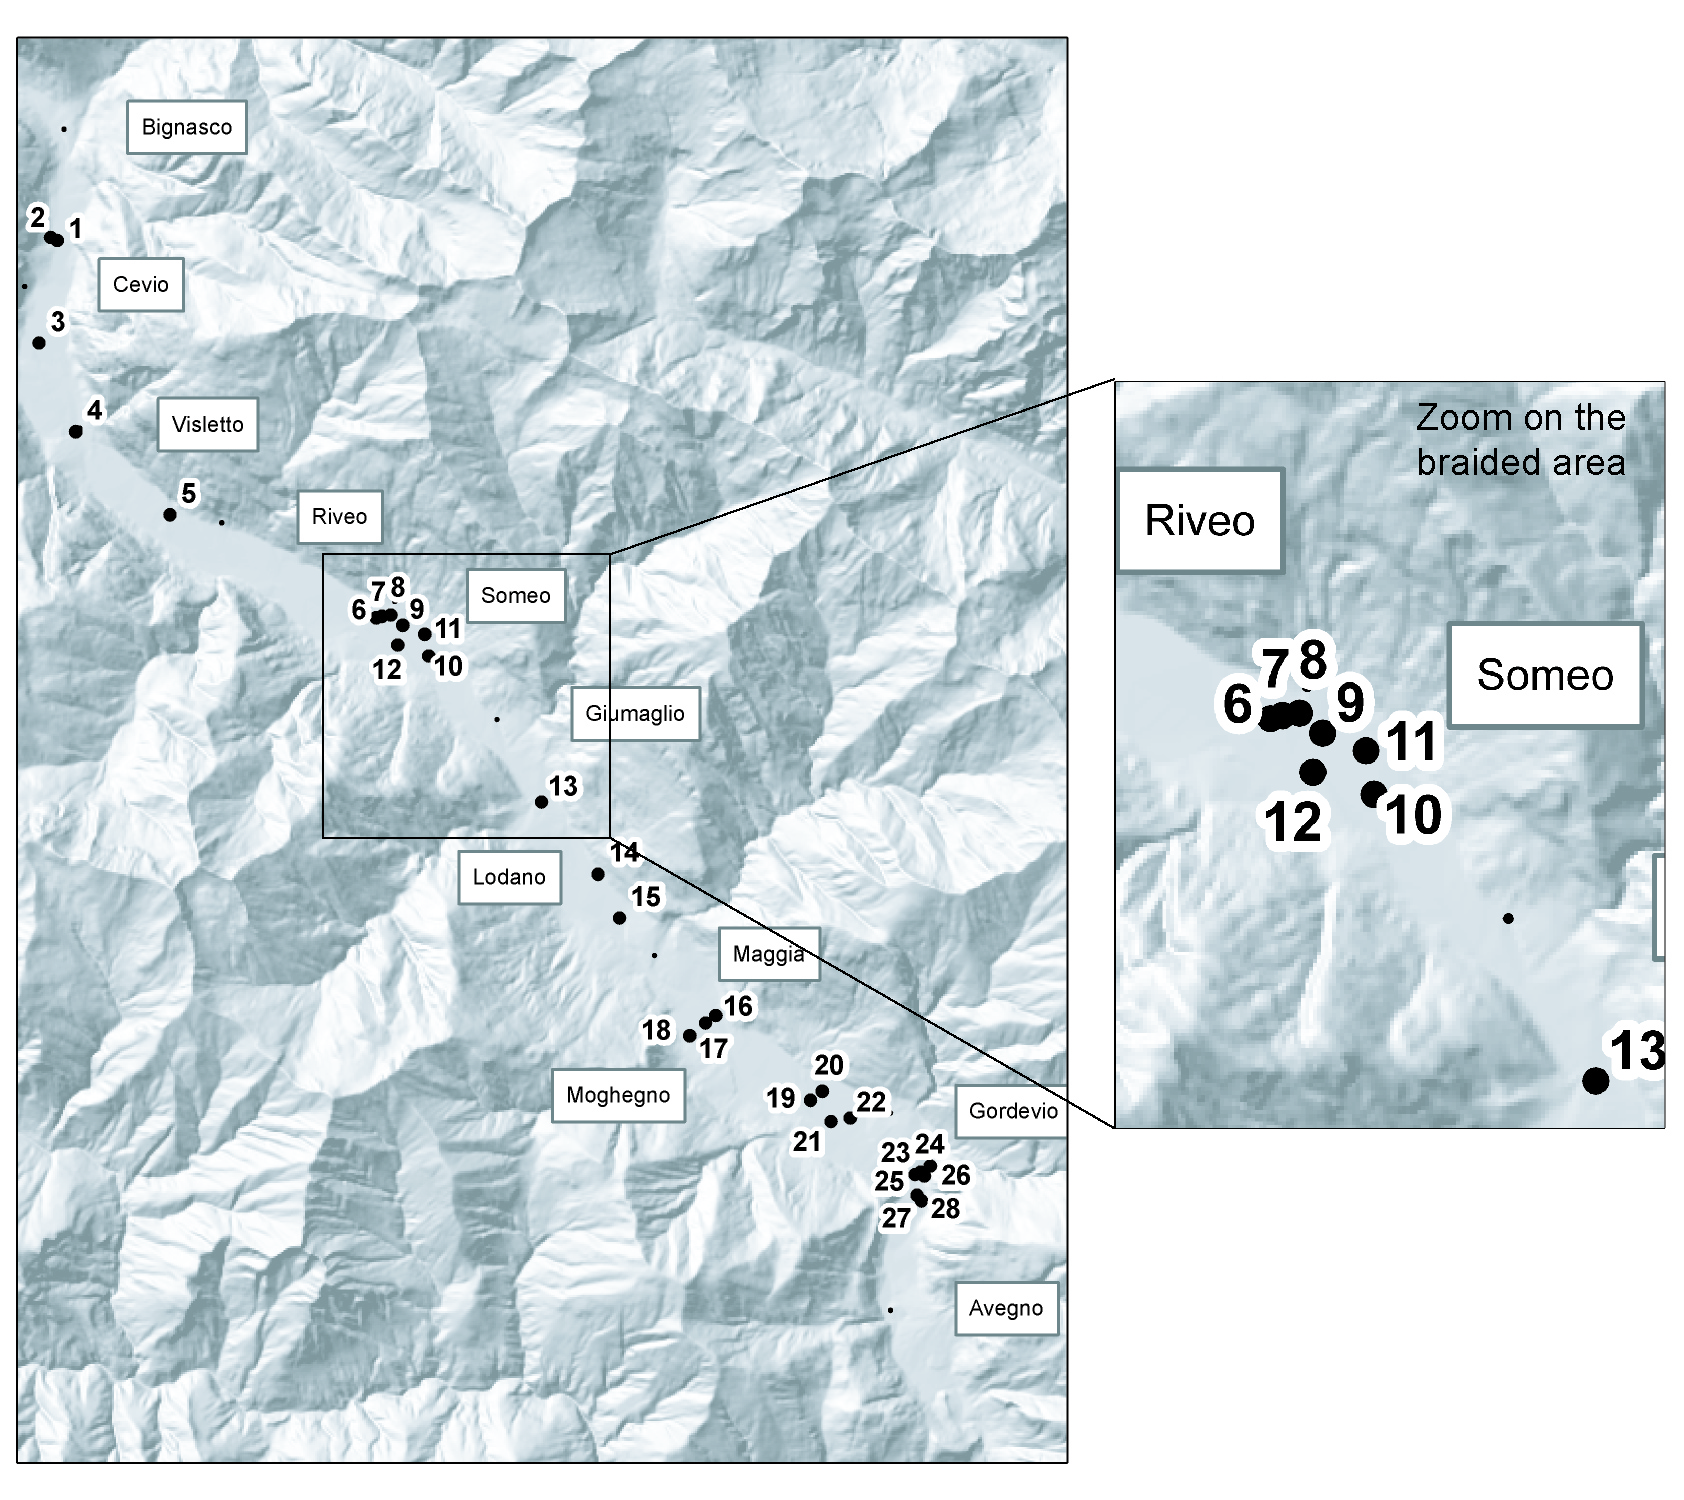 Bignasco
2
1
Cevio
3
4
Visletto
5
Riveo
7
8
6
9
Someo
11
12
10
Giumaglio
13
14
Lodano
15
Maggia
16
18
17
Moghegno
20
19
22
21
Gordevio
24
23
25
26
27
28
Avegno
Zoom on the
braided area
Riveo
7
8
Someo
6
9
11
12
10
13